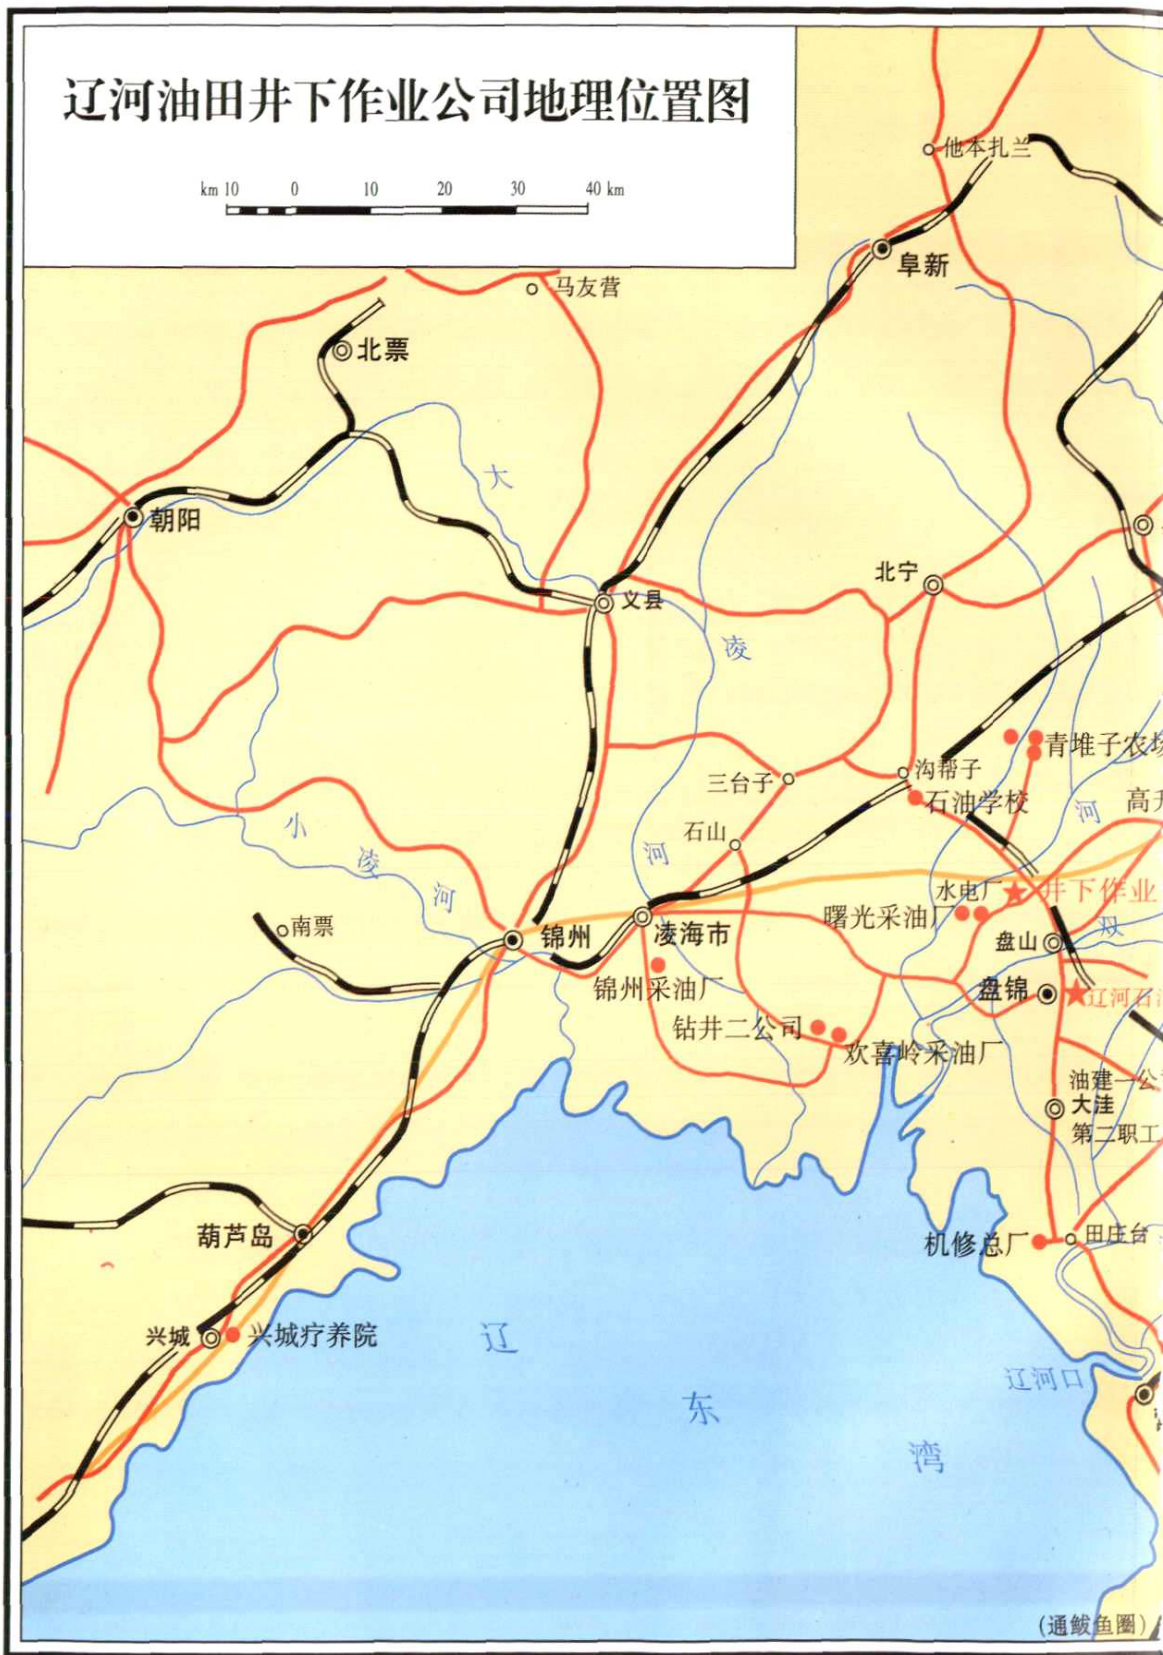 辽河油田井下作业公司地理位置图
km 10 0 10 20 30 40 km
他本扎兰
阜新
马友营
北票
大
朝阳
北宁
义县
凌
青堆子农场
沟帮子
三台子
石油学校
高升
河
小
石山
河
凌
水电厂
井下作业
河
曙光采油厂
双
南票
锦州
凌海市
盘山
锦州采油厂
盘锦
辽河石油
钻井二公司
欢喜岭采油厂
油建一公司
大洼
第二职工
葫芦岛
机修总厂
田庄台
兴城
兴城疗养院
辽
辽河口
东
湾
(通鲅鱼圈)